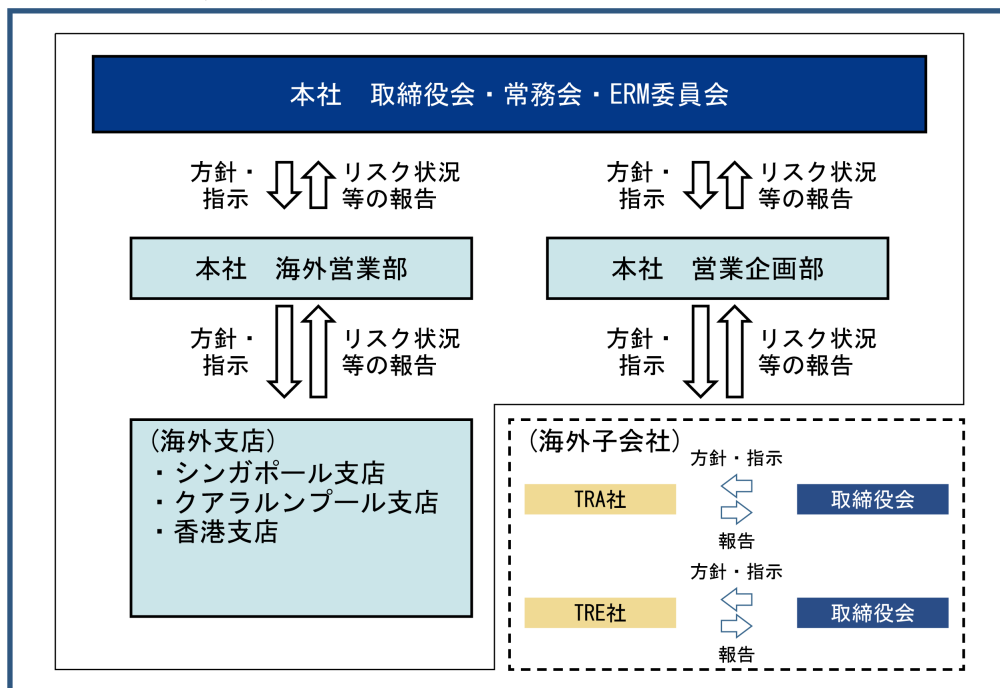 本社　取締役会・常務会・ERM委員会
方針・
指示
リスク状況
等の報告
方針・
指示
リスク状況
等の報告
本社　海外営業部
本社　営業企画部
方針・
指示
リスク状況
等の報告
方針・
指示
リスク状況
等の報告
(海外支店)
・シンガポール支店
・クアラルンプール支店
・香港支店
(海外子会社)
方針・指示
TRA社
取締役会
報告
方針・指示
TRE社
取締役会
報告